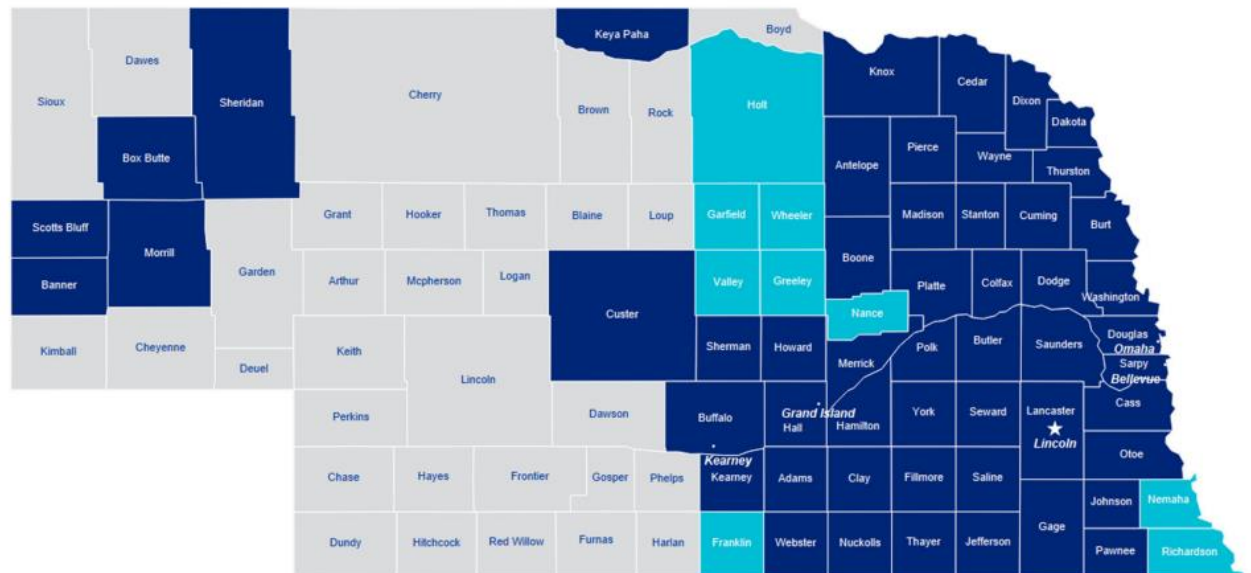 Keya Paha
Boyd
Dawes
Sioux
Sheridan
Cherry
Brown
Rock
Holt
Knox
Cedar
Dixon
Dakota
Box Butte
Antelope
Pierce
Wayne
Thurston
Scotts Bluff
Morrill
Grant
Hooker
Thomas
Blaine
Loup
Garfield
Wheeler
Madison
Stanton
Cuming
Burt
Banner
Garden
Arthur
Mcpherson
Logan
Custer
Valley
Greeley
Boone
Platte
Colfax
Dodge
Washington
Nance
Kimball
Cheyenne
Deuel
Keith
Lincoln
Sherman
Howard
Merrick
Polk
Butler
Saunders
Douglas
Omaha
Sarpy
Bellevue
Perkins
Dawson
Buffalo
Grand Island
Hall
Hamilton
York
Seward
Lancaster
Lincoln
Cass
Otoe
Chase
Hayes
Frontier
Gosper
Phelps
Kearney
Kearney
Adams
Clay
Fillmore
Saline
Gage
Johnson
Nemaha
Dundy
Hitchcock
Red Willow
Furnas
Harlan
Franklin
Webster
Nuckolls
Thayer
Jefferson
Pawnee
Richardson